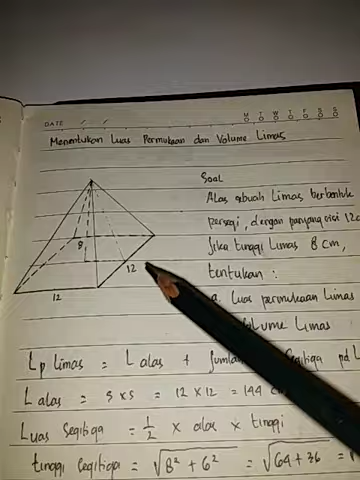 DATE / /
M T W T F S S
Menentukan Luas Permukaan dan Volume Limas
Soal
Alas sebuah Limas berbentuk
persegi, dengan panjang sisi 12c
Jika tinggi Limas 8 cm,
tentukan :
a. Luas permukaan Limas
Volume Limas
8
12
12
Lp Limas = L alas + Jumlah pd L
L alas = s x s = 12 x 12 = 144 c
Luas segitiga = 1/2 x alas x tinggi
tinggi segitiga = √8² + 6² = √64 + 36 = √